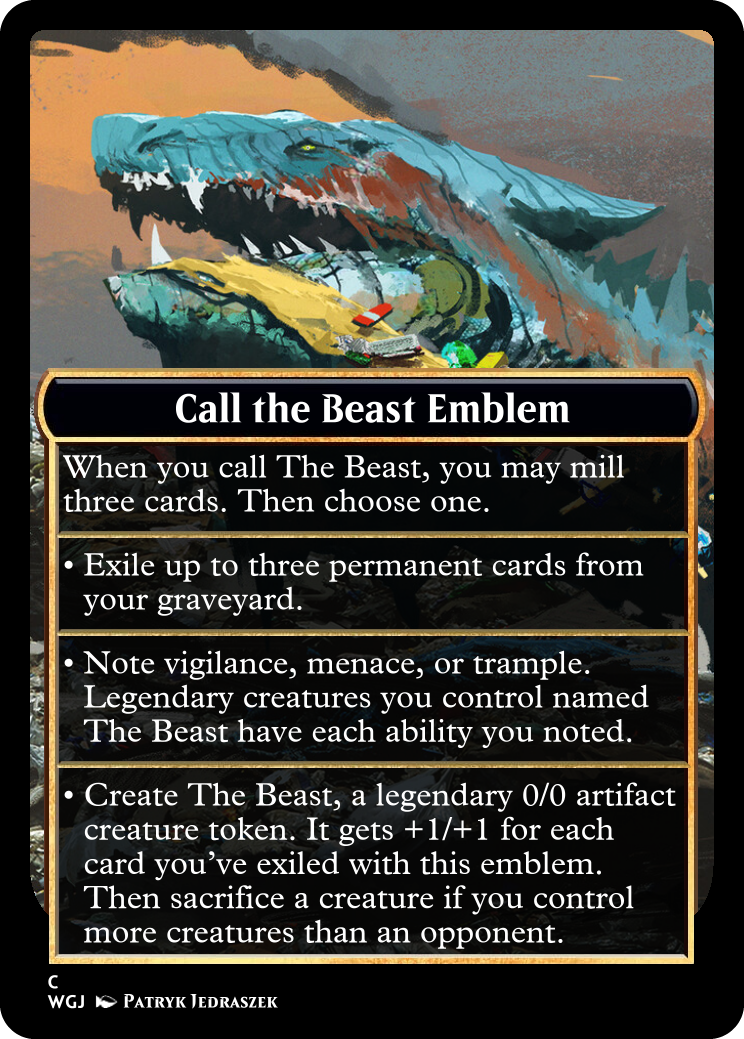 Call the Beast Emblem
When you call The Beast, you may mill
three cards. Then choose one.
• Exile up to three permanent cards from
your graveyard.
• Note vigilance, menace, or trample.
Legendary creatures you control named
The Beast have each ability you noted.
• Create The Beast, a legendary 0/0 artifact
creature token. It gets +1/+1 for each
card you’ve exiled with this emblem.
Then sacrifice a creature if you control
more creatures than an opponent.
C
WGJ PATRYK JEDRASZEK